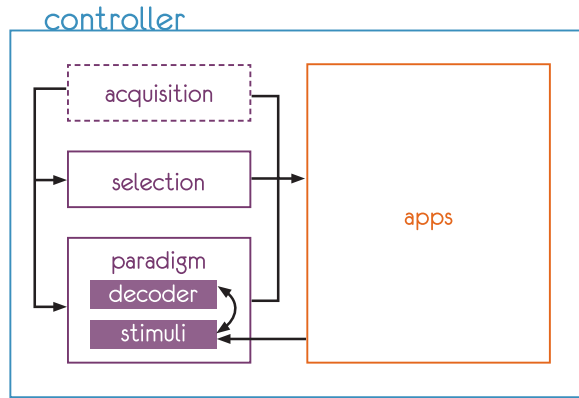 controller
acquisition
selection
apps
paradigm
decoder
stimuli